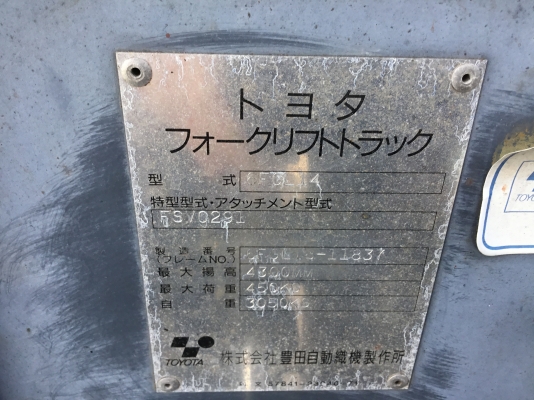 トヨタ
フォークリフトトラック
型式
特型型式・アタッチメント型式
FSV0291
製造番号
(フレームNO.) -11837
最大揚高 4300MM
最大荷重
自重
TOYOTA 株式会社豊田自動織機製作所
TOYOTA